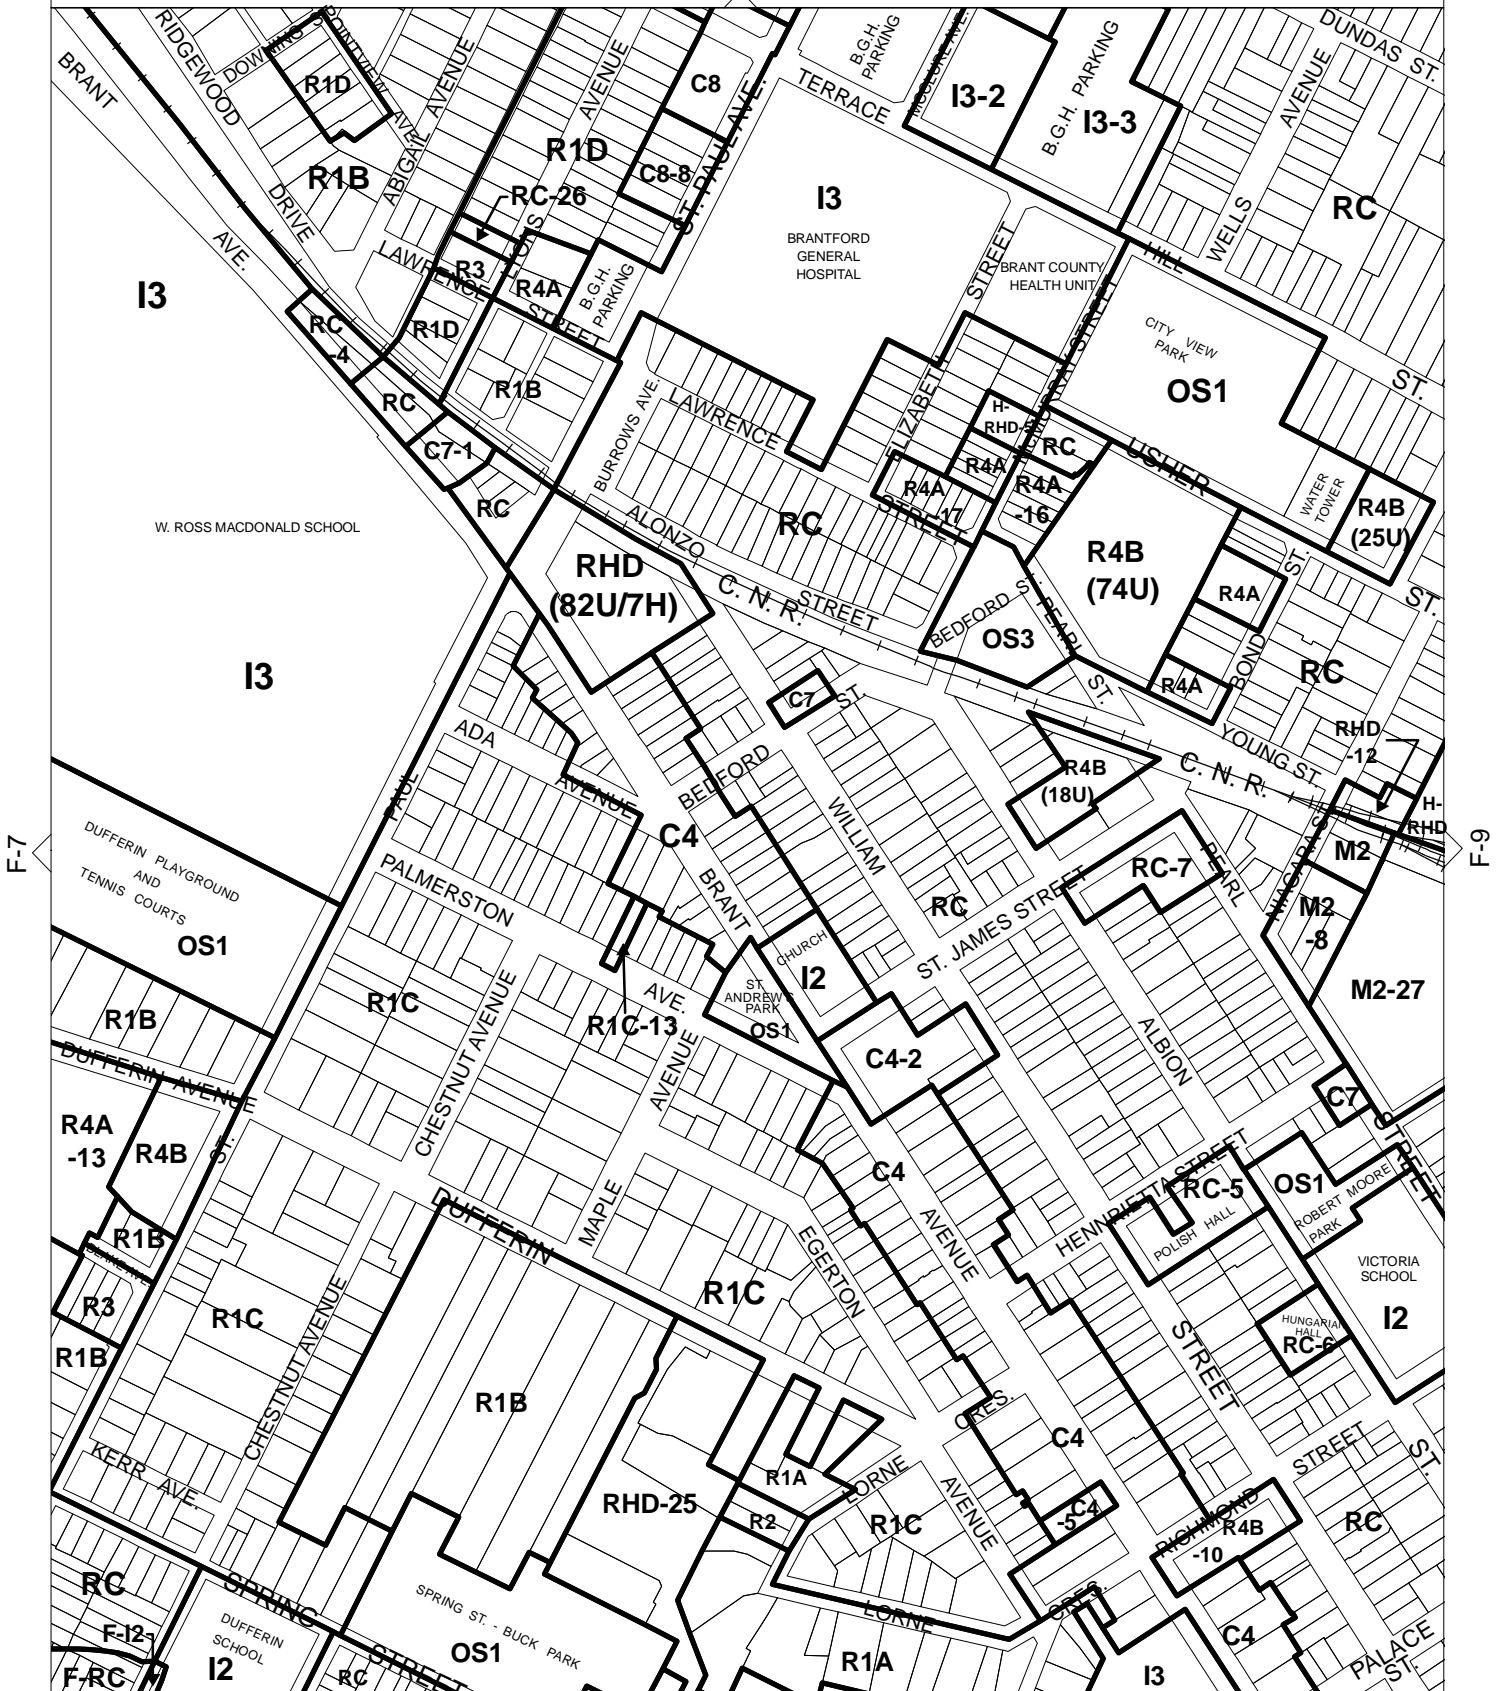 DUNDAS ST.
BRANT
AVE.
RIDGEWOOD
DRIVE
DOWNING
POINTVIEW AVE.
R1D
R1B
ABIGAIL AVENUE
AVENUE
LYONS
R1D
RC-26
C8
C8-8
ST. PAUL AVE.
B.G.H.
PARKING
TERRACE
MCCLURE AVE.
I3-2
B.G.H. PARKING
I3-3
AVENUE
WELLS
RC
HILL
ST.
I3
BRANTFORD
GENERAL
HOSPITAL
STREET
ELIZABETH
BRANT COUNTY
HEALTH UNIT
MCMURRAY STREET
CITY VIEW
PARK
OS1
I3
RC
-4
RC
C7-1
RC
LAWRENCE
STREET
R3
R4A
B.G.H.
PARKING
R1D
R1B
BURROWS AVE.
LAWRENCE
STREET
H-
RHD-5
RC
R4A
R4A
-17
R4A
-16
USHER
ST.
WATER
TOWER
R4B
(25U)
W. ROSS MACDONALD SCHOOL
RC
ALONZO
STREET
RHD
(82U/7H)
C. N. R.
R4B
(74U)
R4A
ST.
BOND
BEDFORD ST.
OS3
PEARL
ST.
R4A
RC
I3
C7
ST.
BEDFORD
YOUNG ST.
RHD
-12
C. N. R.
R4B
(18U)
H-
RHD
M2
NIAGARA ST.
M2
-8
M2-27
ADA
AVENUE
PAUL
ST.
C4
WILLIAM
F-7
F-9
DUFFERIN PLAYGROUND
AND
TENNIS COURTS
OS1
PALMERSTON
AVE.
BRANT
RC
RC-7
PEARL
ST. JAMES STREET
CHURCH
I2
ST.
ANDREW'S
PARK
OS1
R1B
R1C
R1C-13
CHESTNUT AVENUE
AVENUE
MAPLE
C4-2
ALBION
C7
STREET
DUFFERIN AVENUE
R4A
-13
R4B
C4
AVENUE
HENNRIETTA STREET
RC-5
POLISH HALL
OS1
ROBERT MOORE
PARK
R1B
BLAKE AVE.
R3
R1B
R1C
DUFFERIN
EGERTON
R1C
VICTORIA
SCHOOL
I2
HUNGARIAN
HALL
RC-6
STREET
CHESTNUT AVENUE
R1B
CRES.
C4
KERR AVE.
RHD-25
R1A
R2
LORNE
R1C
AVENUE
C4
-5
RICHMOND
STREET
ST.
R4B
-10
RC
RC
SPRING
STREET
SPRING ST. - BUCK PARK
OS1
DUFFERIN
SCHOOL
I2
F-I2
F-RC
RC
LORNE
CRES.
R1A
I3
C4
PALACE
ST.